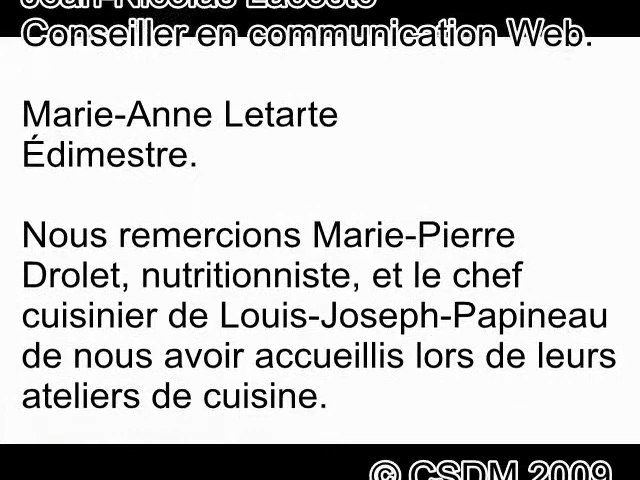 Jean-Nicolas Lacoste
Conseiller en communication Web.
Marie-Anne Letarte
Édimestre.
Nous remercions Marie-Pierre
Drolet, nutritionniste, et le chef
cuisinier de Louis-Joseph-Papineau
de nous avoir accueillis lors de leurs
ateliers de cuisine.
© CSDM 2009